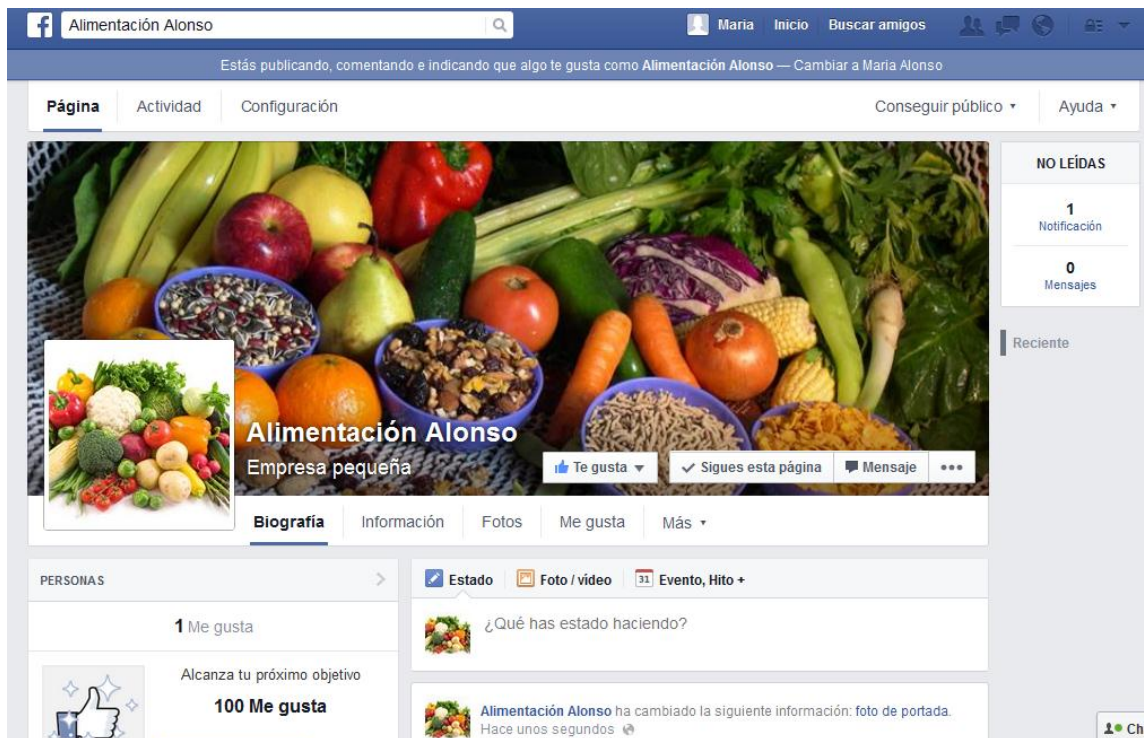 Alimentación Alonso
Maria Inicio Buscar amigos
Estás publicando, comentando e indicando que algo te gusta como Alimentación Alonso — Cambiar a Maria Alonso
Página Actividad Configuración Conseguir público Ayuda
NO LEÍDAS
1
Notificación
0
Mensajes
Reciente
Alimentación Alonso
Empresa pequeña
Te gusta Sigues esta página Mensaje
Biografía Información Fotos Me gusta Más
PERSONAS
1 Me gusta
Alcanza tu próximo objetivo
100 Me gusta
Estado Foto / vídeo 31 Evento, Hito +
¿Qué has estado haciendo?
Alimentación Alonso ha cambiado la siguiente información: foto de portada.
Hace unos segundos
Ch